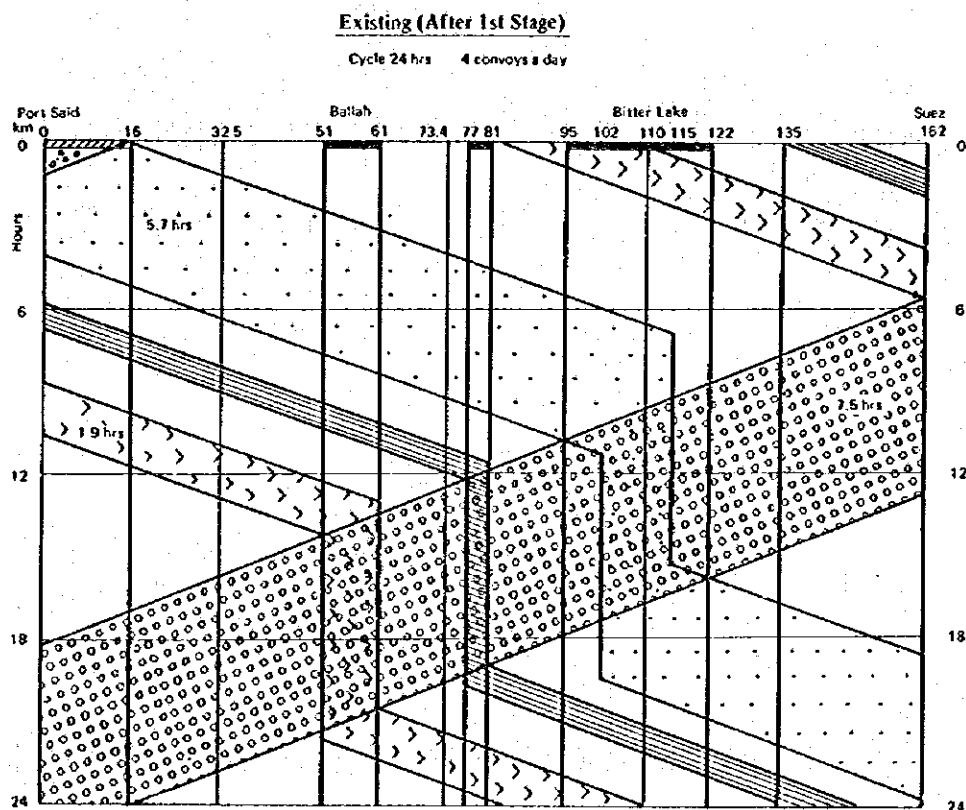 Existing (After 1st Stage)
Cycle 24 hrs 4 convoys a day
Port Said Ballah Bitter Lake Suez
km 0 16 32.5 51 61 73.4 77 81 95 102 110 115 122 135 162
0 0
5.7 hrs
Hours
6 6
7.5 hrs
1.9 hrs
12 12
18 18
24 24